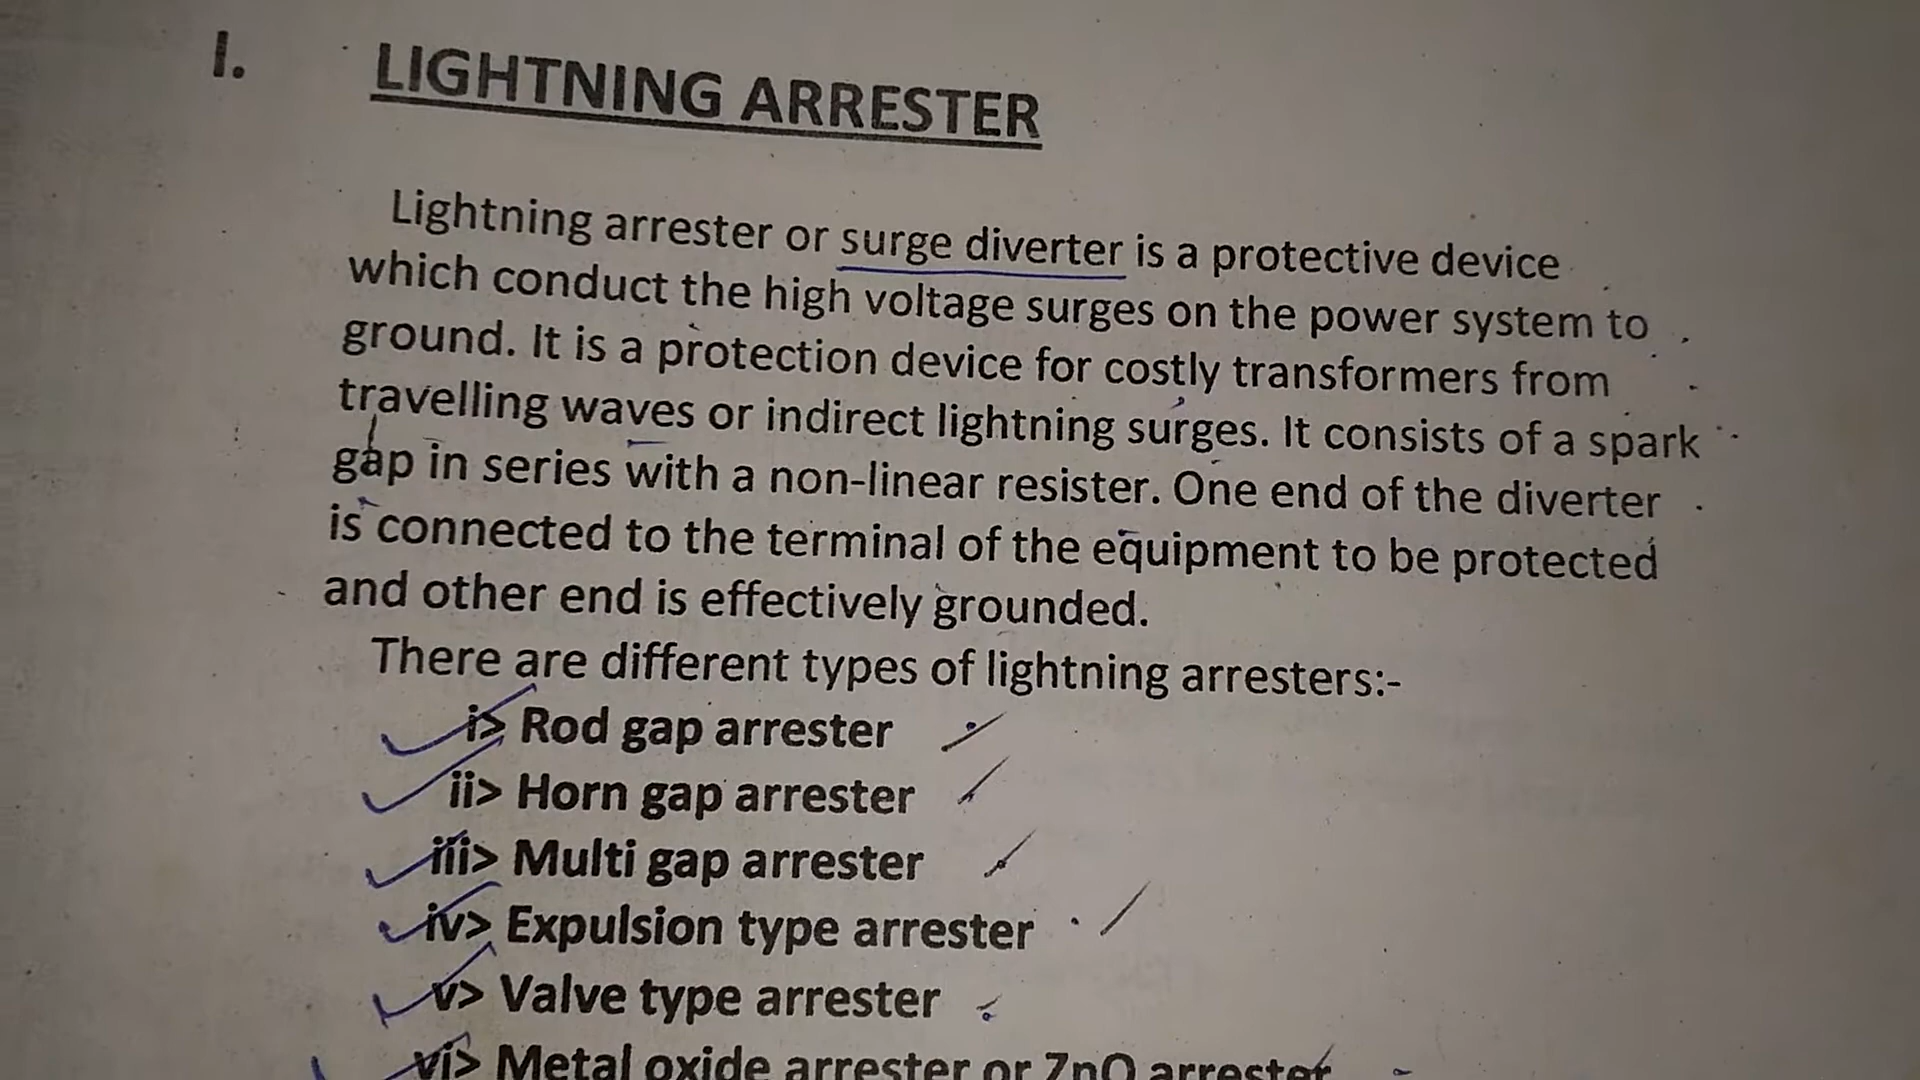 I. LIGHTNING ARRESTER
Lightning arrester or surge diverter is a protective device
which conduct the high voltage surges on the power system to
ground. It is a protection device for costly transformers from
travelling waves or indirect lightning surges. It consists of a spark
gap in series with a non-linear resister. One end of the diverter
is connected to the terminal of the equipment to be protected
and other end is effectively grounded.
There are different types of lightning arresters:-
i> Rod gap arrester
ii> Horn gap arrester
iii> Multi gap arrester
iv> Expulsion type arrester
v> Valve type arrester
vi> Metal oxide arrester or ZnO arrester